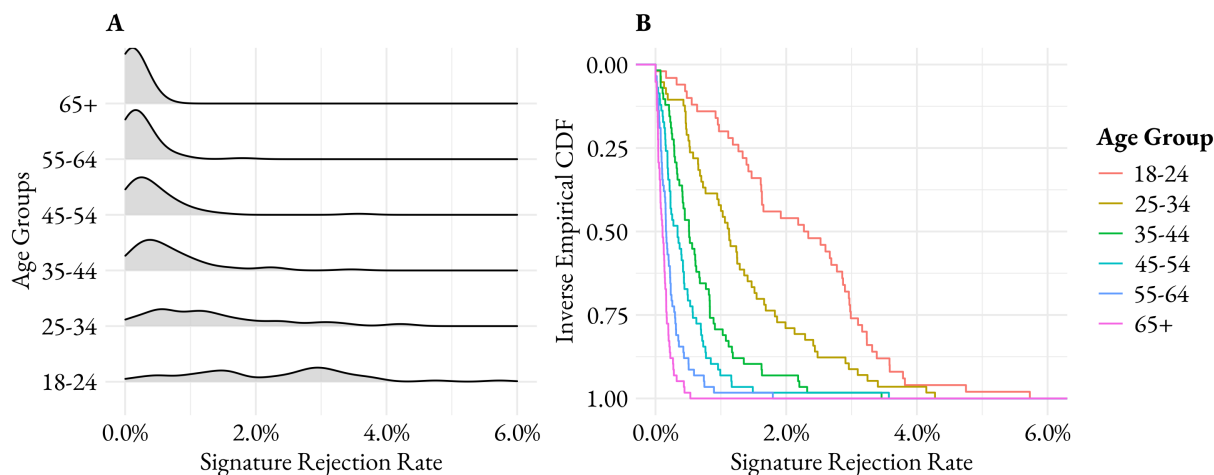 A
Age Groups
65+
55-64
45-54
35-44
25-34
18-24
0.0% 2.0% 4.0% 6.0%
Signature Rejection Rate
B
Inverse Empirical CDF
0.00
0.25
0.50
0.75
1.00
0.0% 2.0% 4.0% 6.0%
Signature Rejection Rate
Age Group
18-24
25-34
35-44
45-54
55-64
65+